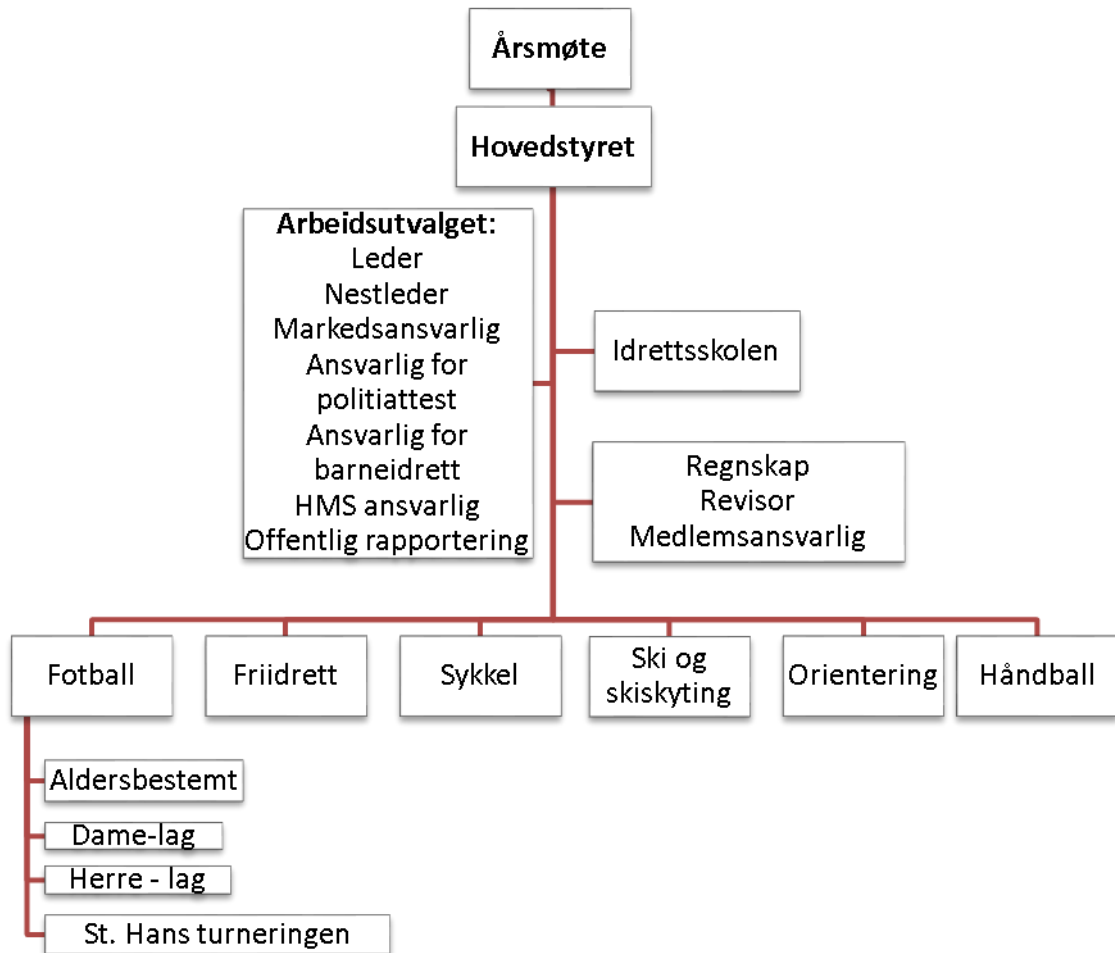 Årsmøte
Hovedstyret
Arbeidsutvalget:
Leder
Nestleder
Markedsansvarlig
Ansvarlig for
politiattest
Ansvarlig for
barneidrett
HMS ansvarlig
Offentlig rapportering
Idrettsskolen
Regnskap
Revisor
Medlemsansvarlig
Fotball
Friidrett
Sykkel
Ski og
skiskyting
Orientering
Håndball
Aldersbestemt
Dame-lag
Herre - lag
St. Hans turneringen